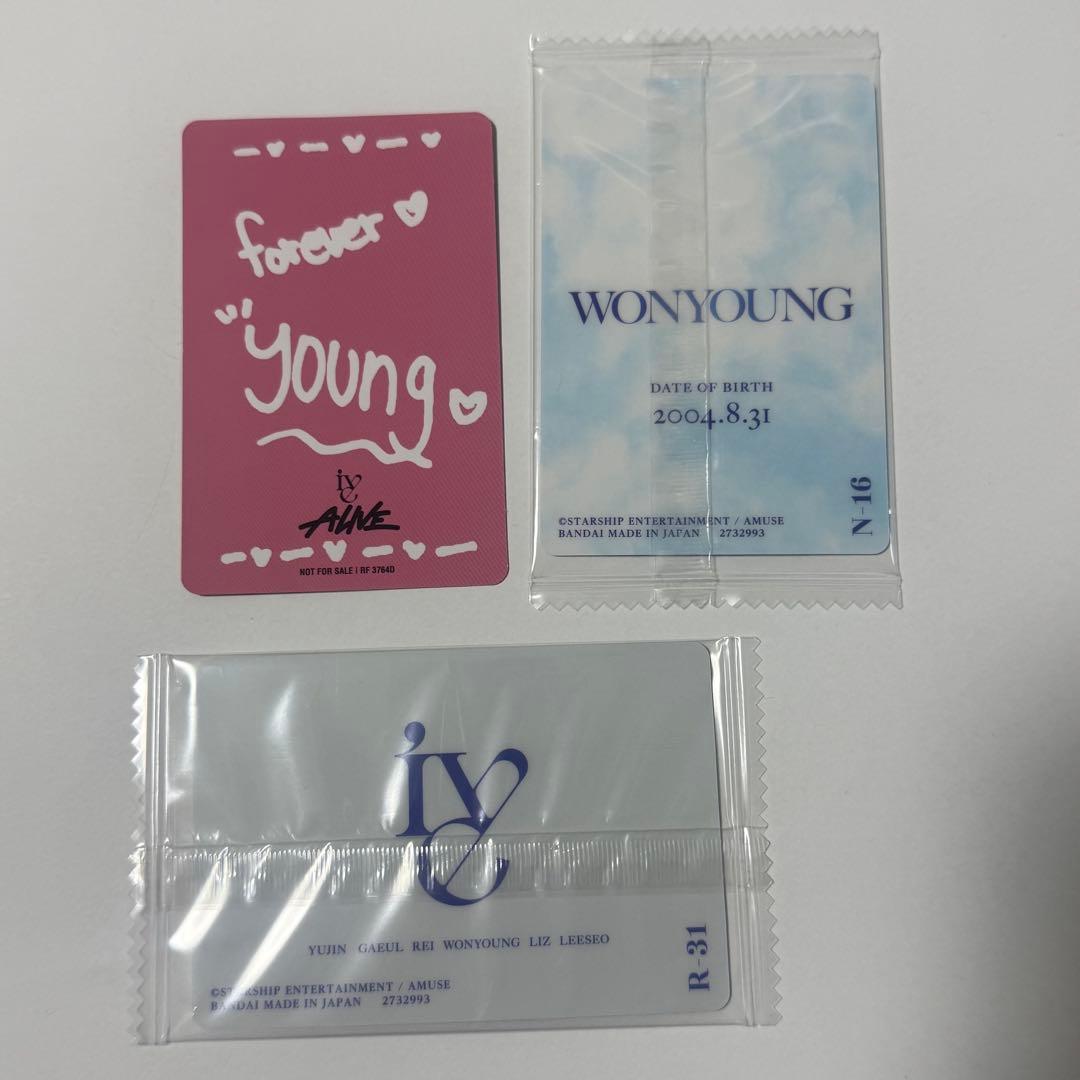 forever
"young
IVE
ALIVE
NOT FOR SALE | RF 3764D
WONYOUNG
DATE OF BIRTH
2004.8.31
©STARSHIP ENTERTAINMENT / AMUSE
BANDAI MADE IN JAPAN 2732993
N-16
IVE
YUJIN GAEUL REI WONYOUNG LIZ LEESEO
©STARSHIP ENTERTAINMENT / AMUSE
BANDAI MADE IN JAPAN 2732993
R-31